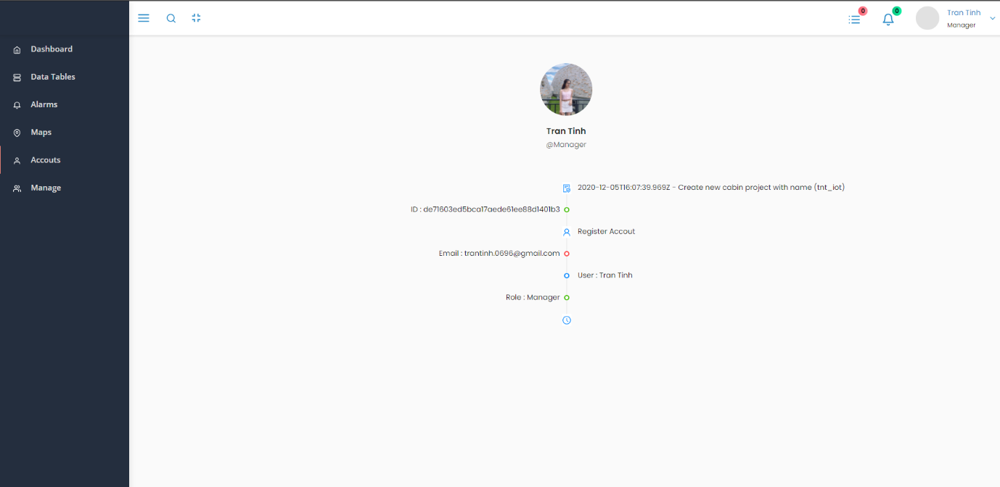 0
0
Tran Tinh
Manager
Dashboard
Data Tables
Alarms
Maps
Accouts
Manage
Tran Tinh
@Manager
2020-12-05T16:07:39.969Z - Create new cabin project with name (tnt_iot)
ID : de71603ed5bca17aede61ee88d1401b3
Register Accout
Email : trantinh.0696@gmail.com
User : Tran Tinh
Role : Manager